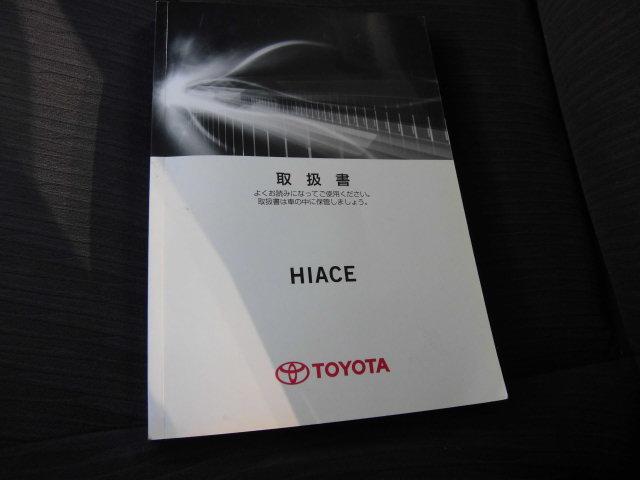 取扱書
よくお読みになってご使用ください。
取扱書は車の中に保管しましょう。
HIACE
TOYOTA